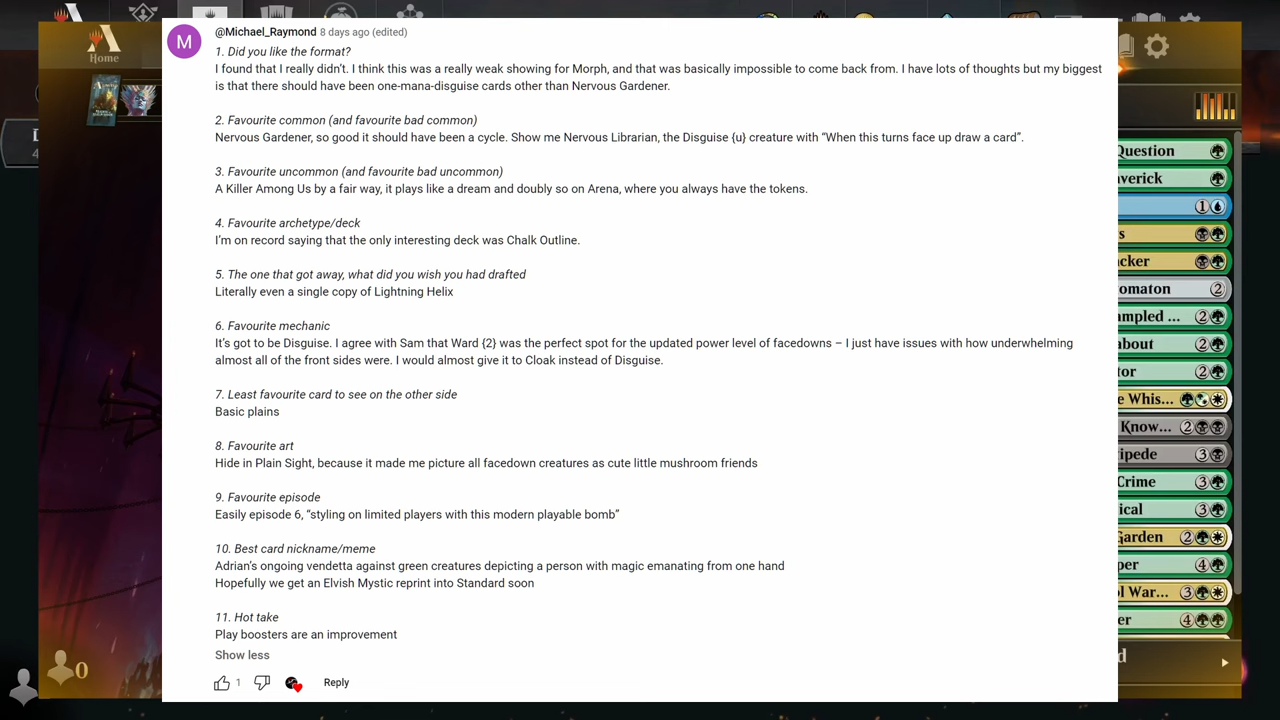 Home
@Michael_Raymond 8 days ago (edited)
M
1. Did you like the format?
I found that I really didn't. I think this was a really weak showing for Morph, and that was basically impossible to come back from. I have lots of thoughts but my biggest
is that there should have been one-mana-disguise cards other than Nervous Gardener.
2. Favourite common (and favourite bad common)
Nervous Gardener, so good it should have been a cycle. Show me Nervous Librarian, the Disguise {u} creature with “When this turns face up draw a card”.
3. Favourite uncommon (and favourite bad uncommon)
A Killer Among Us by a fair way, it plays like a dream and doubly so on Arena, where you always have the tokens.
4. Favourite archetype/deck
I'm on record saying that the only interesting deck was Chalk Outline.
5. The one that got away, what did you wish you had drafted
Literally even a single copy of Lightning Helix
6. Favourite mechanic
It's got to be Disguise. I agree with Sam that Ward {2} was the perfect spot for the updated power level of facedowns – I just have issues with how underwhelming
almost all of the front sides were. I would almost give it to Cloak instead of Disguise.
7. Least favourite card to see on the other side
Basic plains
8. Favourite art
Hide in Plain Sight, because it made me picture all facedown creatures as cute little mushroom friends
9. Favourite episode
Easily episode 6, “styling on limited players with this modern playable bomb”
10. Best card nickname/meme
Adrian's ongoing vendetta against green creatures depicting a person with magic emanating from one hand
Hopefully we get an Elvish Mystic reprint into Standard soon
11. Hot take
Play boosters are an improvement
Show less
1 Reply
0
Question
averick
1
s
cker
omaton 2
mpled ... 2
about 2
tor 2
e Whis...
Know... 2
ipede 3
Crime 3
ical 3
Garden 2
per 4
ol War... 3
er 4
d